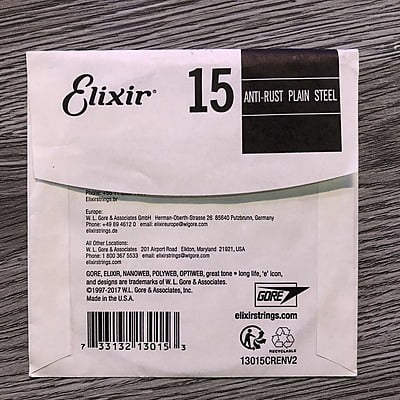 Elixir®
15
ANTI-RUST PLAIN STEEL
Elixirstrings.br
Europe:
W. L. Gore & Associates GmbH Herman-Oberth-Strasse 26 85640 Putzbrunn, Germany
Phone: +49 89 4612 0 email: elixireurope@wlgore.com
elixirstrings.de
All Other Locations:
W. L. Gore & Associates 201 Airport Road Elkton, Maryland 21921, USA
Phone: 1 800 367 5533 email: elixirstrings@wlgore.com
elixirstrings.com
GORE, ELIXIR, NANOWEB, POLYWEB, OPTIWEB, great tone • long life, 'e' icon,
and designs are trademarks of W. L. Gore & Associates.
©1997-2017 W.L. Gore & Associates, Inc.
Made in the U.S.A.
GORE
elixirstrings.com
7 33132 13015 3
RECYCLABLE
13015CRENV2